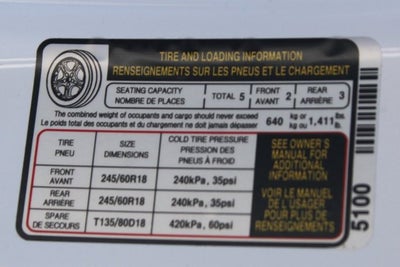 TIRE AND LOADING INFORMATION
RENSEIGNEMENTS SUR LES PNEUS ET LE CHARGEMENT
SEATING CAPACITY
NOMBRE DE PLACES
TOTAL 5
FRONT
AVANT 2
REAR
ARRIÈRE 3
The combined weight of occupants and cargo should never exceed
Le poids total des occupants et du chargement ne doit jamais dépasser
640 kg or ou 1,411 lbs. lb.
TIRE
PNEU
SIZE
DIMENSIONS
COLD TIRE PRESSURE
PRESSION DES
PNEUS À FROID
FRONT
AVANT
245/60R18
240kPa, 35psi
REAR
ARRIÈRE
245/60R18
240kPa, 35psi
SPARE
DE SECOURS
T135/80D18
420kPa, 60psi
SEE OWNER'S
MANUAL FOR
ADDITIONAL
INFORMATION
VOIR LE MANUEL
DE L'USAGER
POUR PLUS DE
RENSEIGNEMENTS
5100